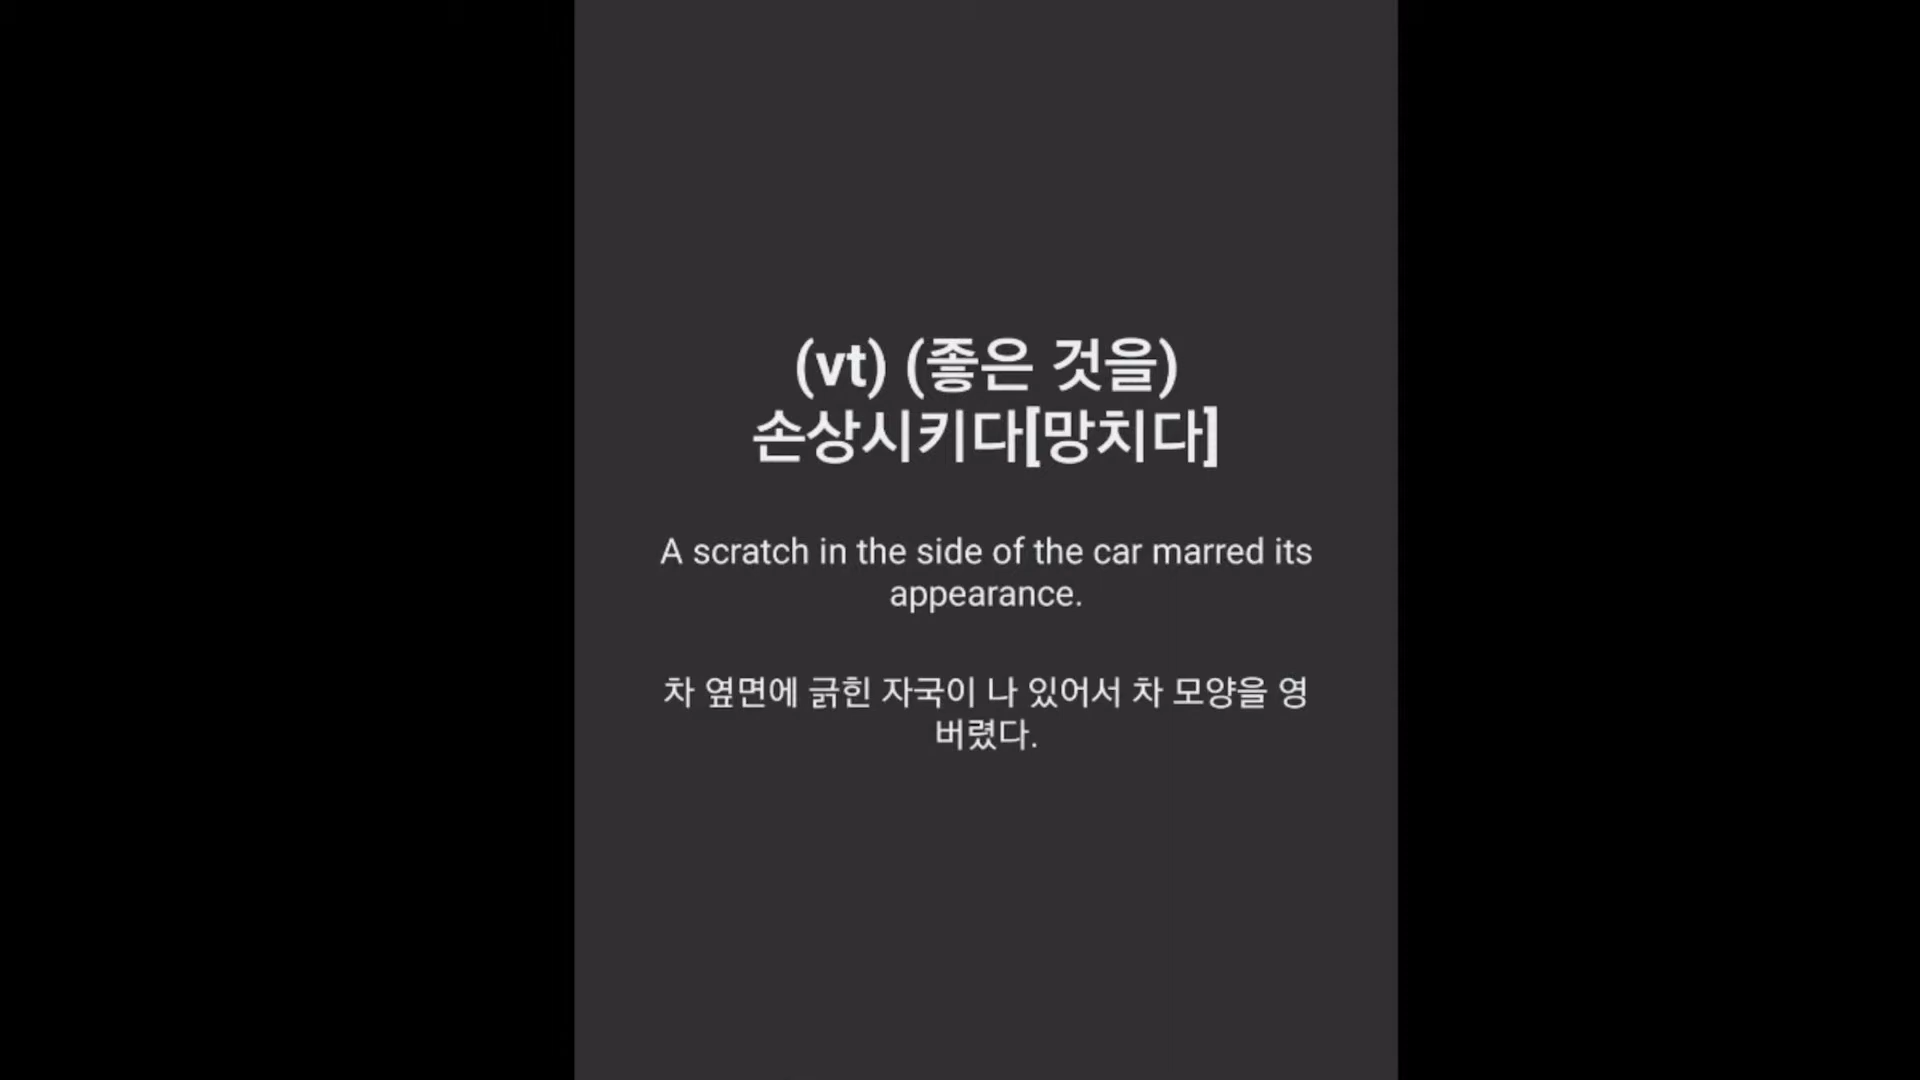 (vt) (좋은 것을)
손상시키다[망치다]
A scratch in the side of the car marred its
appearance.
차 옆면에 긁힌 자국이 나 있어서 차 모양을 영
버렸다.